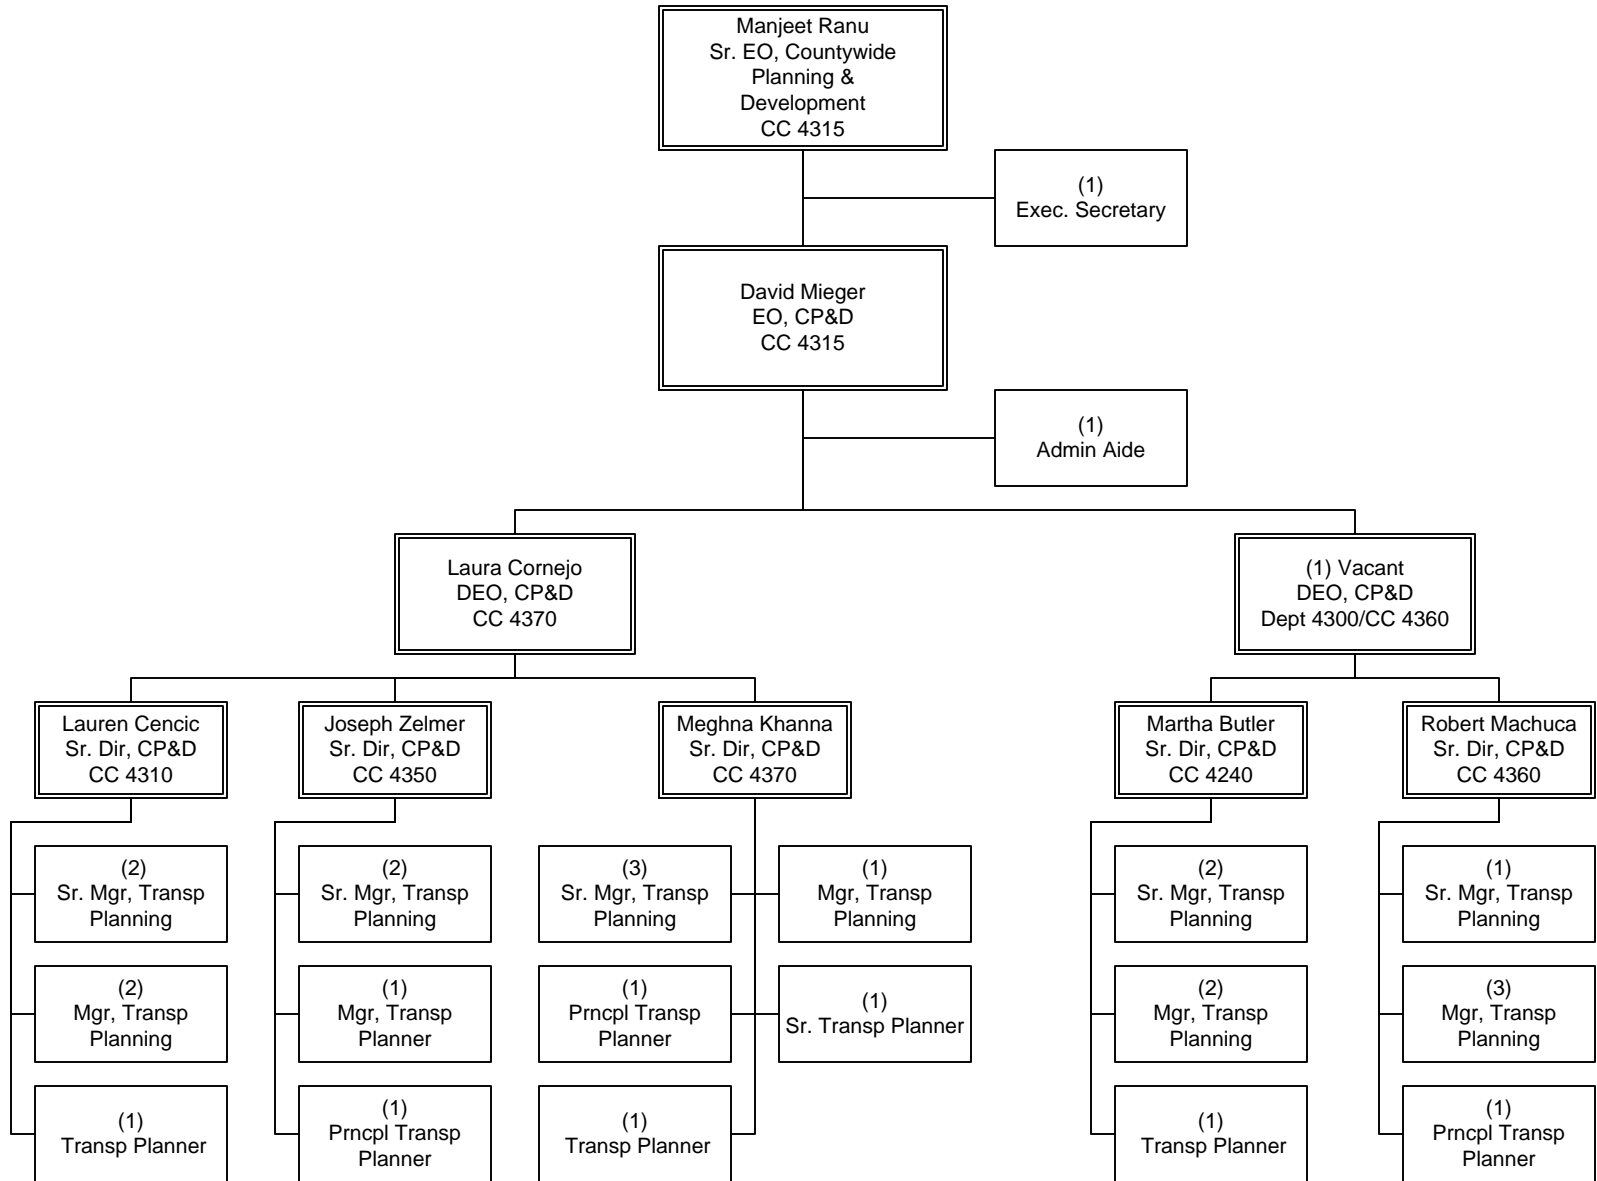 Manjeet Ranu
Sr. EO, Countywide
Planning &
Development
CC 4315
(1)
Exec. Secretary
David Mieger
EO, CP&D
CC 4315
(1)
Admin Aide
Laura Cornejo
DEO, CP&D
CC 4370
(1) Vacant
DEO, CP&D
Dept 4300/CC 4360
Lauren Cencic
Sr. Dir, CP&D
CC 4310
Joseph Zelmer
Sr. Dir, CP&D
CC 4350
Meghna Khanna
Sr. Dir, CP&D
CC 4370
Martha Butler
Sr. Dir, CP&D
CC 4240
Robert Machuca
Sr. Dir, CP&D
CC 4360
(2)
Sr. Mgr, Transp
Planning
(2)
Sr. Mgr, Transp
Planning
(3)
Sr. Mgr, Transp
Planning
(1)
Mgr, Transp
Planning
(2)
Sr. Mgr, Transp
Planning
(1)
Sr. Mgr, Transp
Planning
(2)
Mgr, Transp
Planning
(1)
Mgr, Transp
Planner
(1)
Prncpl Transp
Planner
(1)
Sr. Transp Planner
(2)
Mgr, Transp
Planning
(3)
Mgr, Transp
Planning
(1)
Transp Planner
(1)
Prncpl Transp
Planner
(1)
Transp Planner
(1)
Transp Planner
(1)
Prncpl Transp
Planner